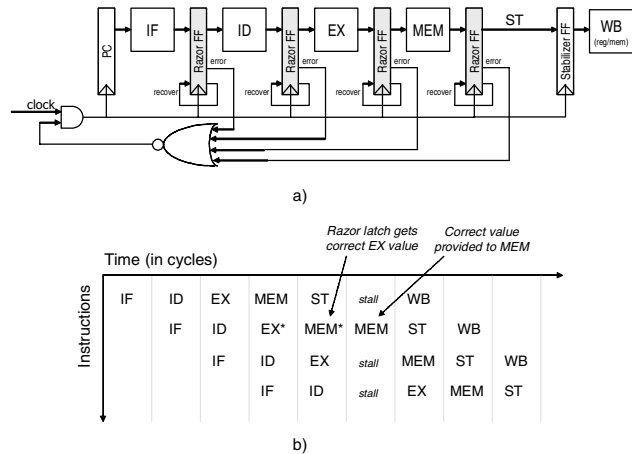 ST
PC
IF
Razor FF
ID
Razor FF
EX
Razor FF
MEM
Razor FF
Stabilizer FF
WB
(reg/mem)
error
error
error
error
recover
recover
recover
recover
clock
a)
Razor latch gets
correct EX value
Correct value
provided to MEM
Time (in cycles)
Instructions
IF ID EX MEM ST stall WB
IF ID EX* MEM* MEM ST WB
IF ID EX stall MEM ST WB
IF ID stall EX MEM ST
b)